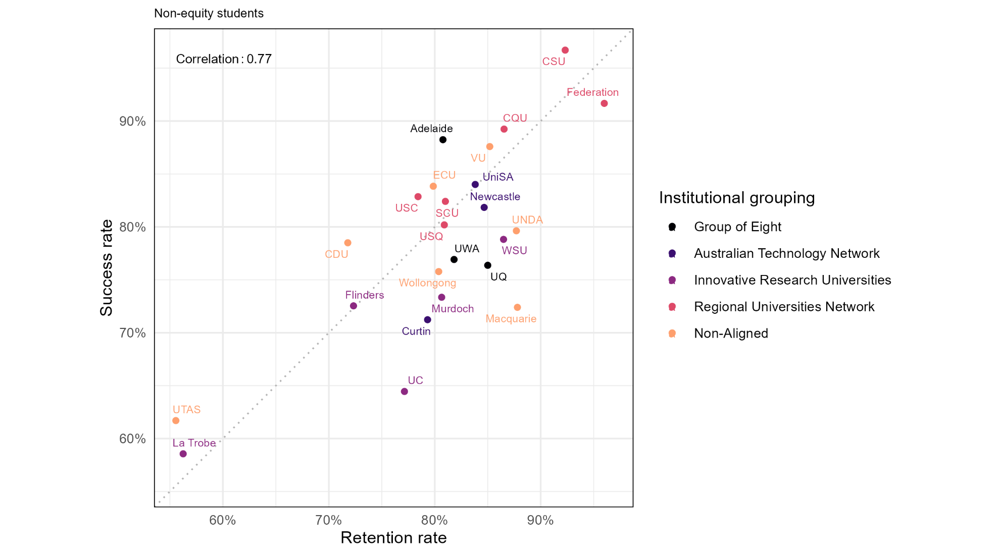 Non-equity students
Correlation: 0.77
CSU
Federation
CQU
Adelaide
VU
ECU
UniSA
Newcastle
USC
SCU
UNDA
USQ
WSU
CDU
UWA
UQ
Wollongong
Flinders
Murdoch
Macquarie
Curtin
UC
UTAS
La Trobe
90%
80%
70%
60%
Success rate
60% 70% 80% 90%
Retention rate
Institutional grouping
Group of Eight
Australian Technology Network
Innovative Research Universities
Regional Universities Network
Non-Aligned